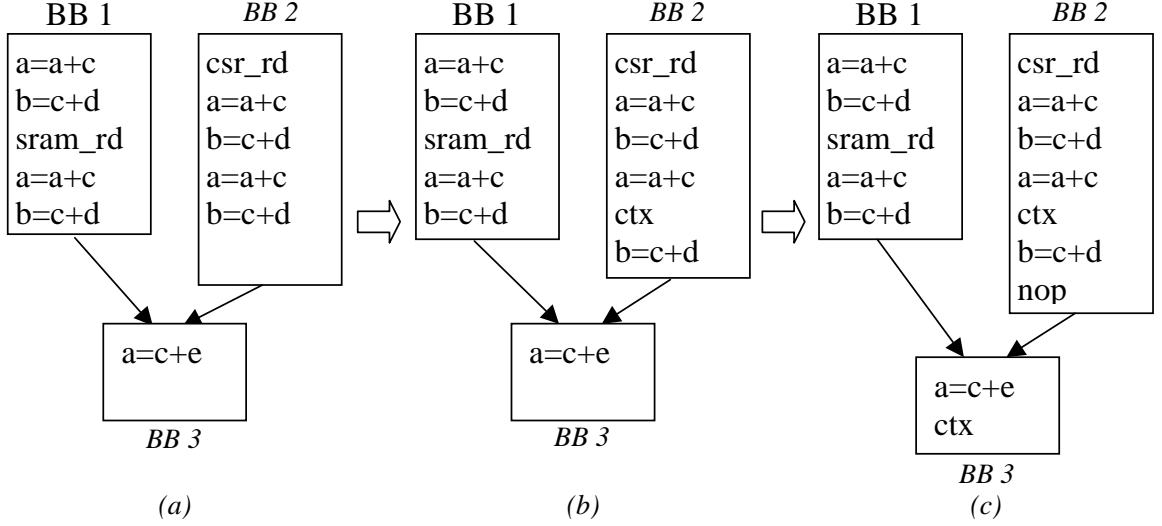 BB 1
a=a+c
b=c+d
sram_rd
a=a+c
b=c+d
BB 2
csr_rd
a=a+c
b=c+d
a=a+c
b=c+d
a=c+e
BB 3
(a)
BB 1
a=a+c
b=c+d
sram_rd
a=a+c
b=c+d
BB 2
csr_rd
a=a+c
b=c+d
a=a+c
ctx
b=c+d
a=c+e
BB 3
(b)
BB 1
a=a+c
b=c+d
sram_rd
a=a+c
b=c+d
BB 2
csr_rd
a=a+c
b=c+d
a=a+c
ctx
b=c+d
nop
a=c+e
ctx
BB 3
(c)